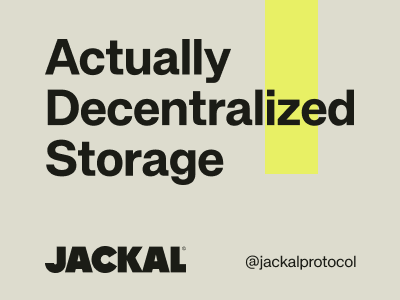 Actually
Decentralized
Storage
JACKAL
@jackalprotocol